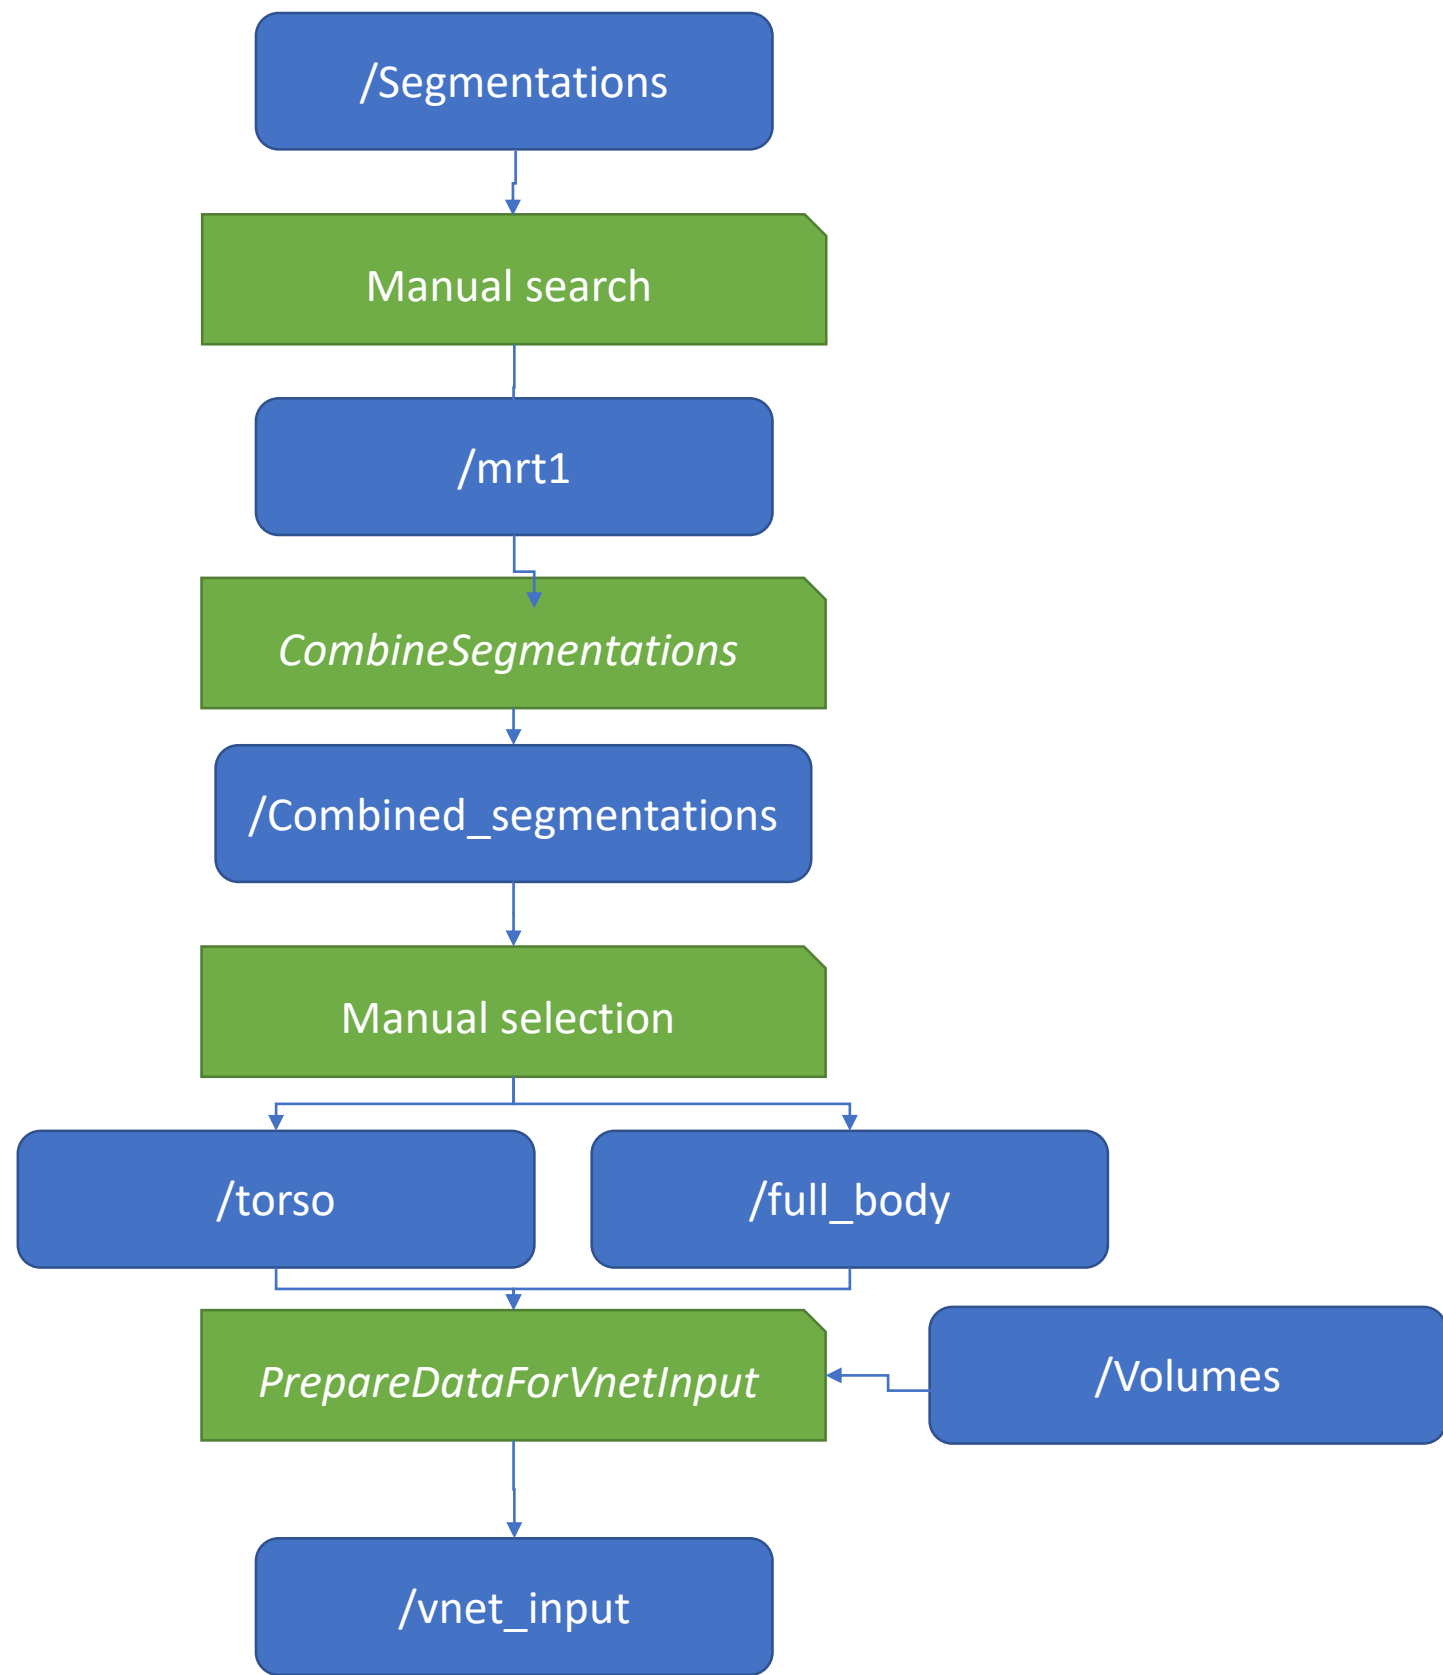 /Segmentations
Manual search
/mrt1
CombineSegmentations
/Combined_segmentations
Manual selection
/torso
/full_body
PrepareDataForVnetInput
/Volumes
/vnet_input